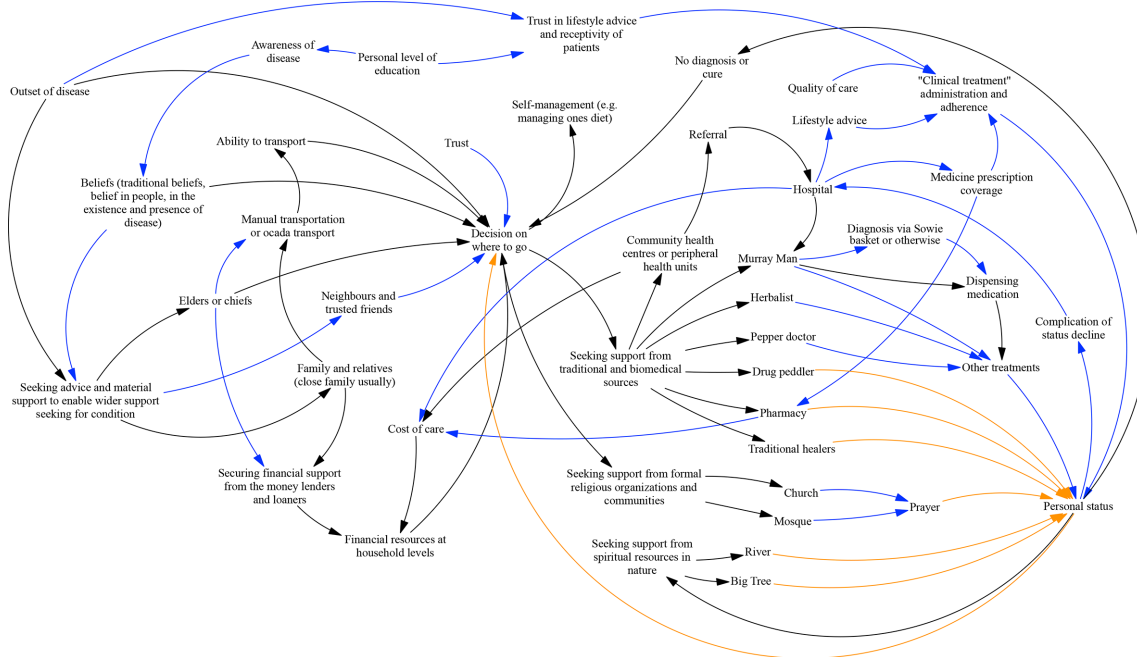 Trust in lifestyle advice
and receptivity of
patients
Awareness of
disease
Personal level of
education
No diagnosis or
cure
Outset of disease
Quality of care
"Clinical treatment"
administration and
adherence
Self-management (e.g.
managing ones diet)
Lifestyle advice
Ability to transport
Trust
Referral
Beliefs (traditional beliefs,
belief in people, in the
existence and presence of
disease)
Hospital
Medicine prescription
coverage
Manual transportation
or ocada transport
Decision on
where to go
Community health
centres or peripheral
health units
Diagnosis via Sowie
basket or otherwise
Murray Man
Dispensing
medication
Elders or chiefs
Neighbours and
trusted friends
Herbalist
Complication of
status decline
Pepper doctor
Seeking support from
traditional and biomedical
sources
Other treatments
Family and relatives
(close family usually)
Drug peddler
Seeking advice and material
support to enable wider support
seeking for condition
Pharmacy
Cost of care
Traditional healers
Securing financial support
from the money lenders
and loaners
Seeking support from formal
religious organizations and
communities
Church
Prayer
Personal status
Mosque
Financial resources at
household levels
Seeking support from
spiritual resources in
nature
River
Big Tree